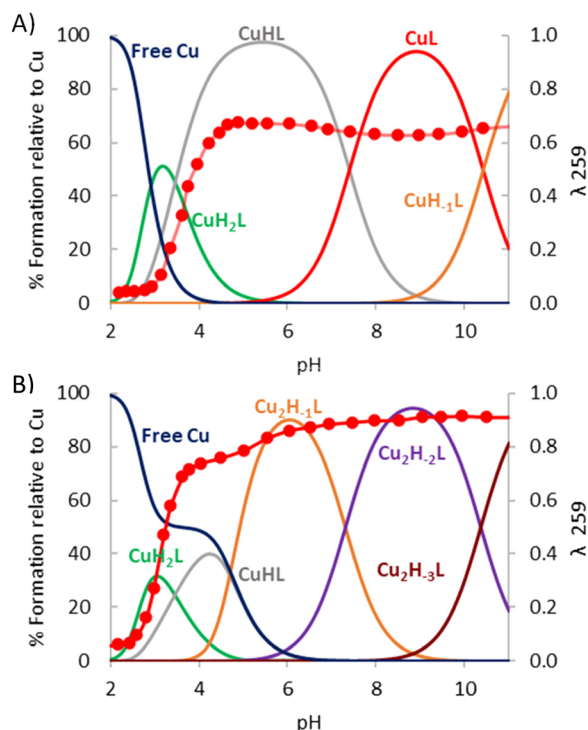 A)
% Formation relative to Cu
100
80
60
40
20
0
Free Cu
CuHL
CuL
CuH₂L
CuH₋₁L
1.0
0.8
0.6
0.4
0.2
0.0
λ 259
2
4
6
8
10
pH
B)
% Formation relative to Cu
100
80
60
40
20
0
Free Cu
Cu₂H₋₁L
Cu₂H₋₂L
CuH₂L
CuHL
Cu₂H₋₃L
1.0
0.8
0.6
0.4
0.2
0.0
λ 259
2
4
6
8
10
pH